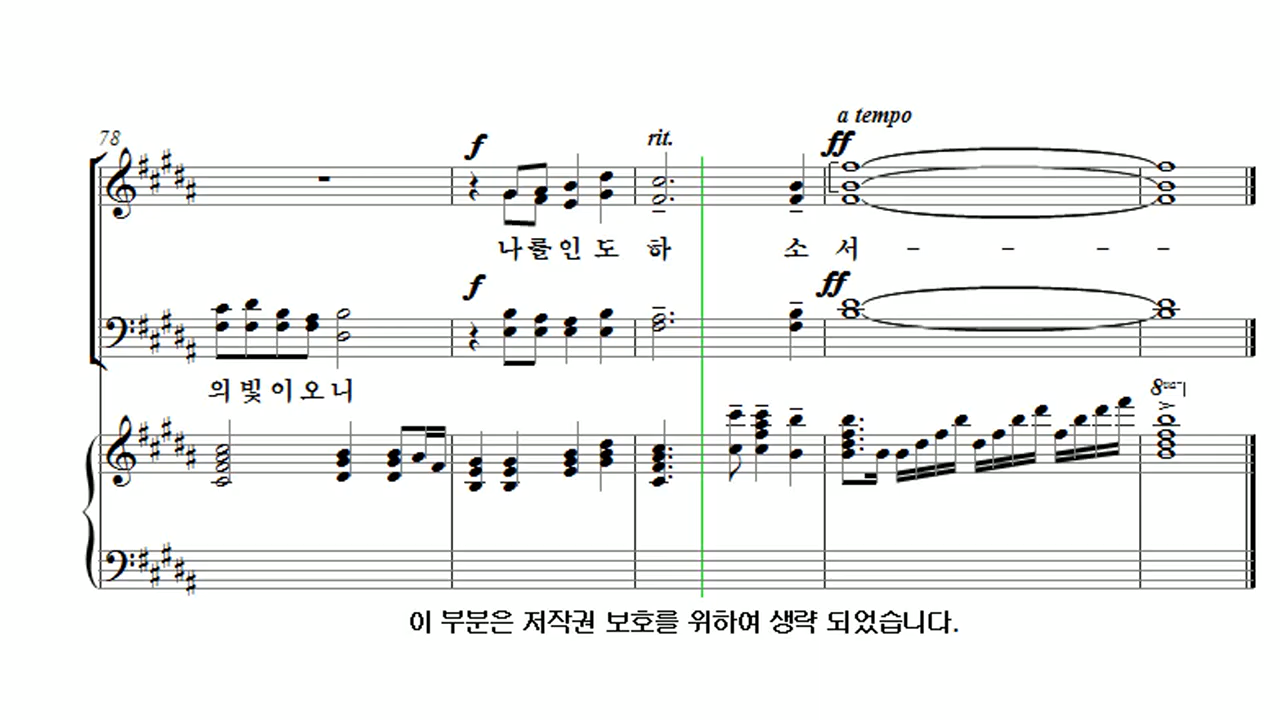 a tempo
78 f rit. ff
나를인 도 하 소 서 - - - -
f ff
의 빛 이 오 니
8va
이 부분은 저작권 보호를 위하여 생략 되었습니다.